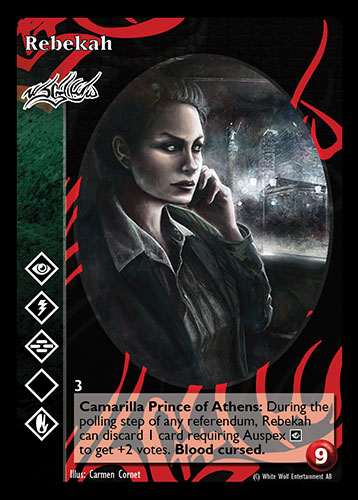 Rebekah
3
Camarilla Prince of Athens: During the
polling step of any referendum, Rebekah
can discard 1 card requiring Auspex
to get +2 votes. Blood cursed.
9
Illus: Carmen Cornet
(C) White Wolf Entertainment AB